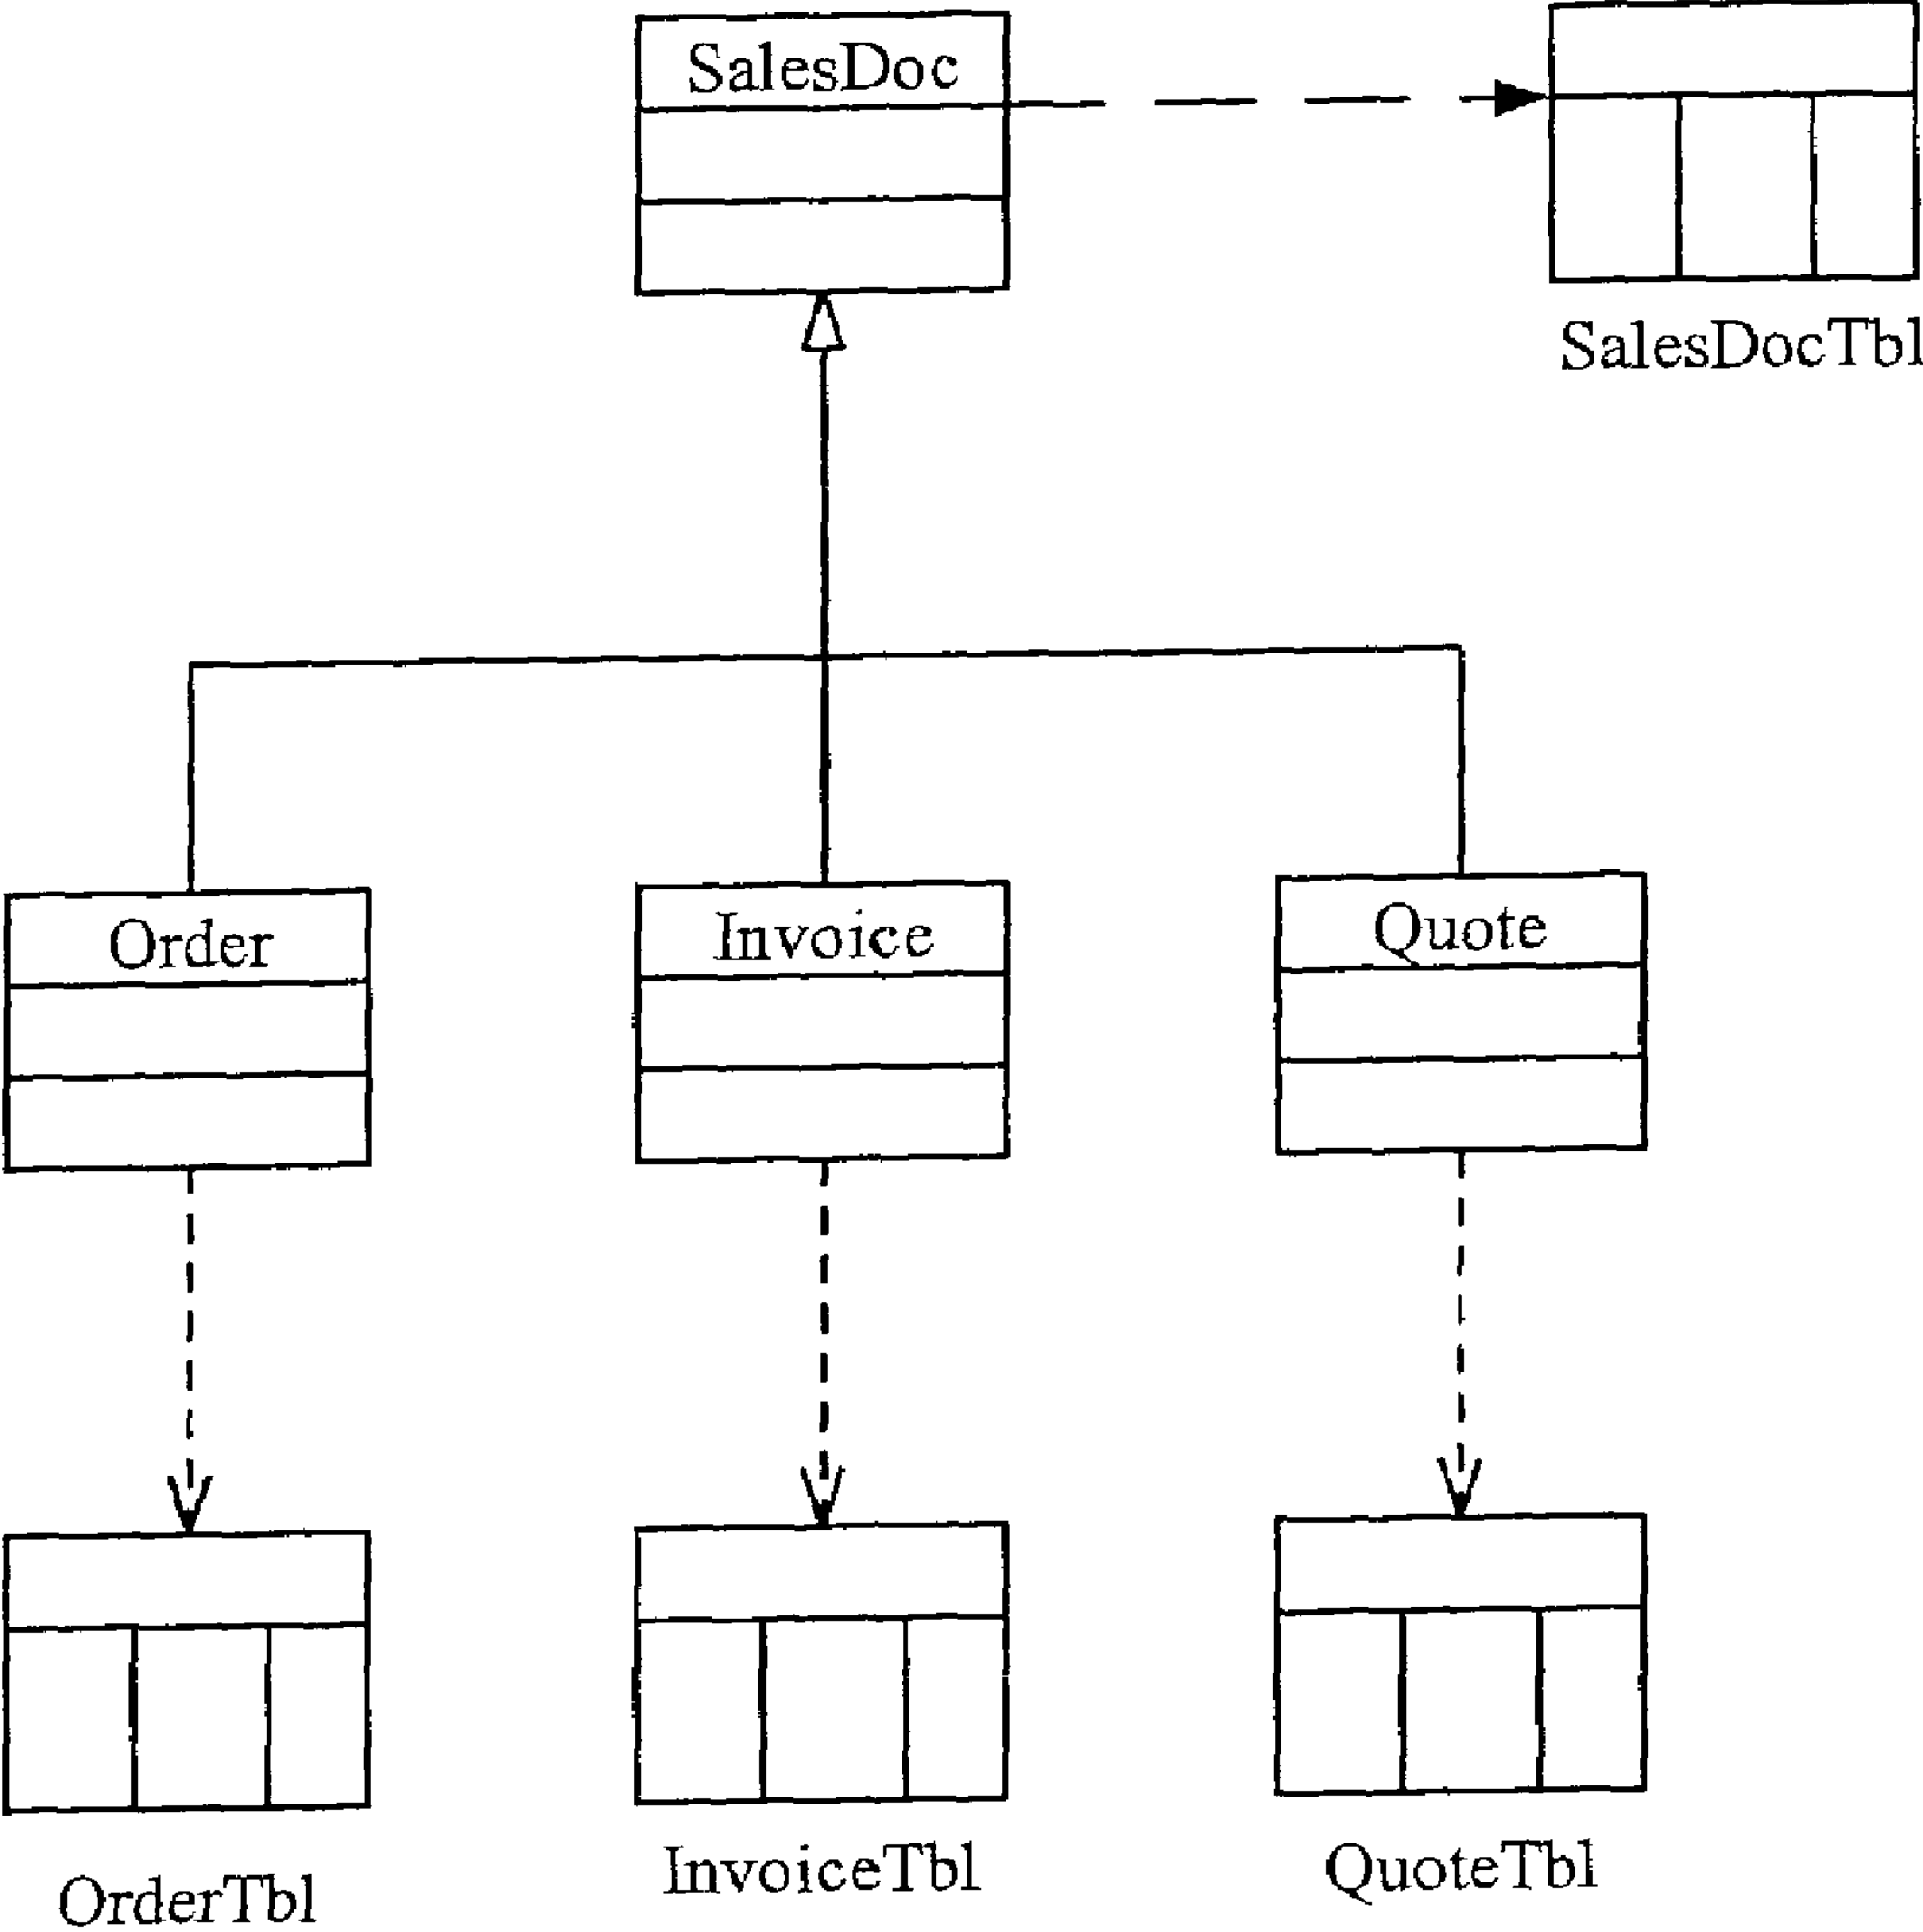 SalesDoc
SalesDocTbl
Order
Invoice
Quote
OrderTbl
InvoiceTbl
QuoteTbl